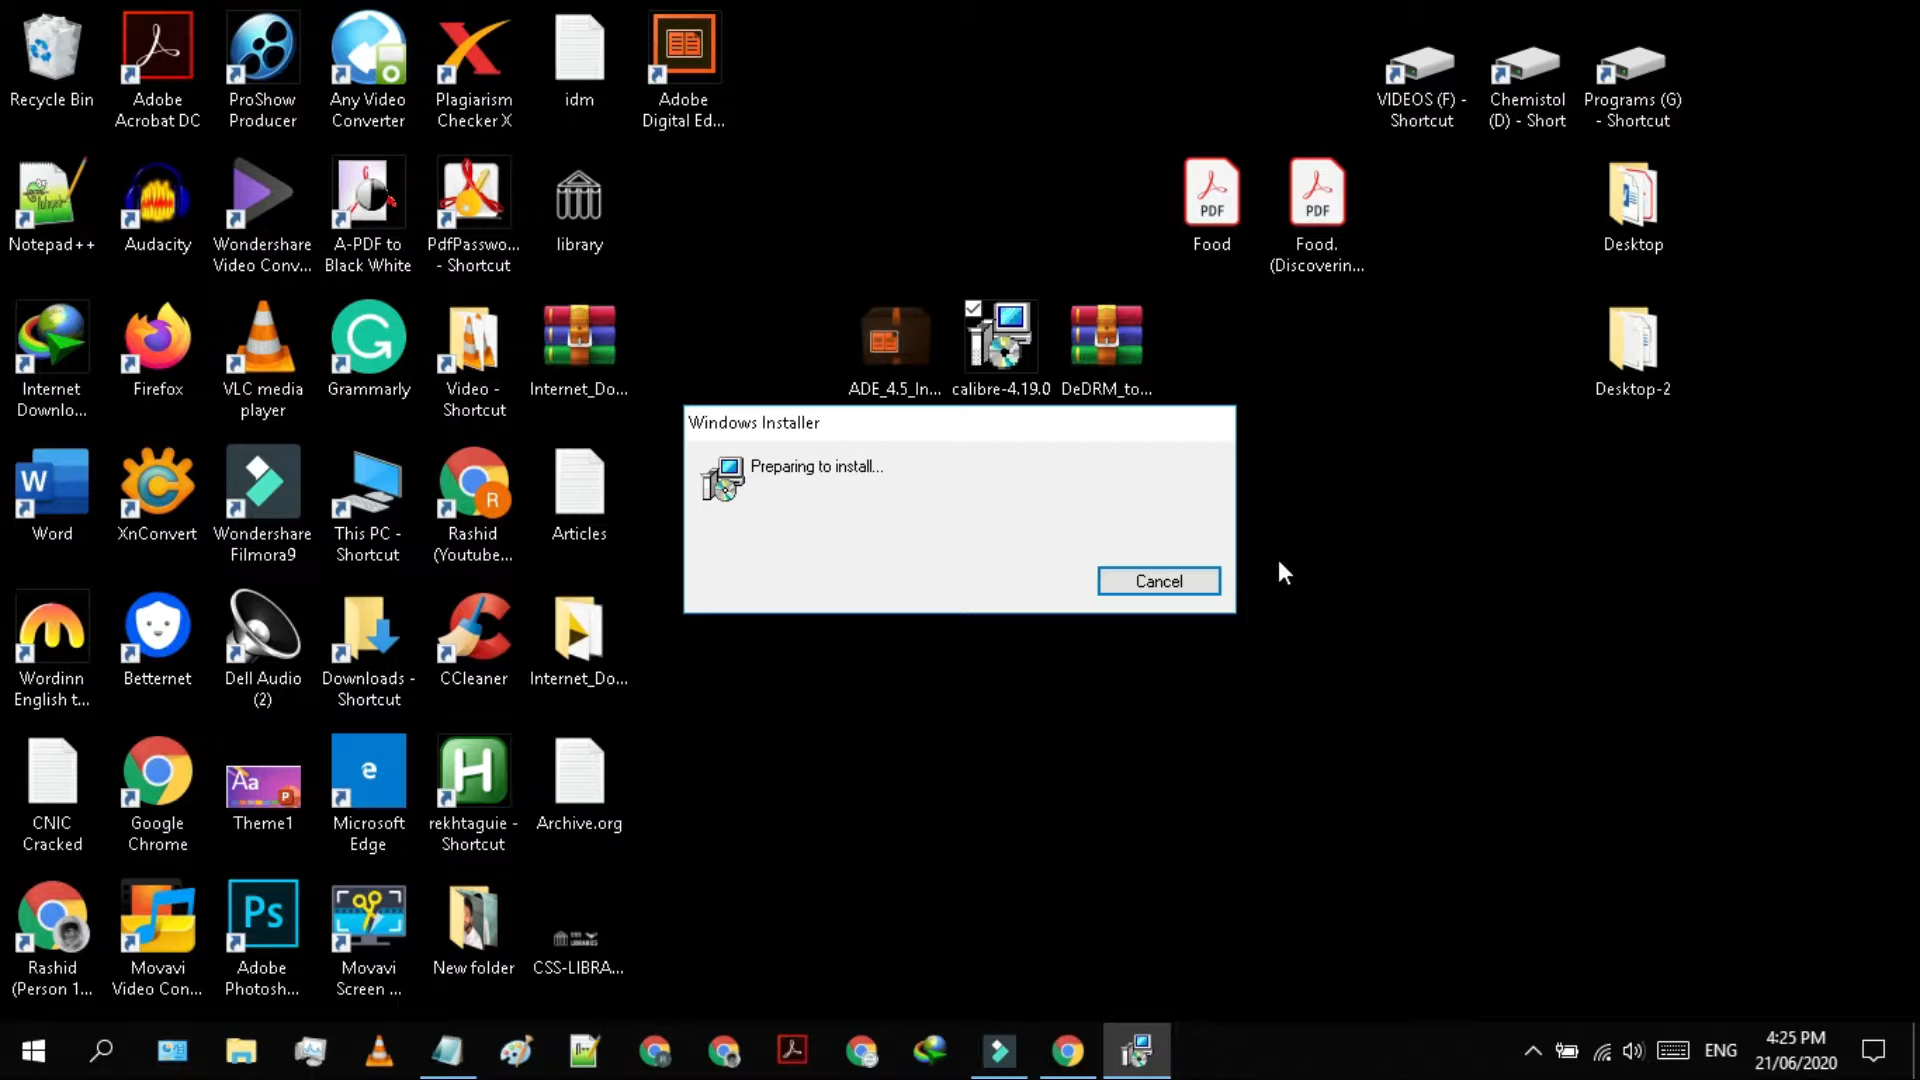 Recycle Bin
Adobe
Acrobat DC
ProShow
Producer
Any Video
Converter
Plagiarism
Checker X
idm
Adobe
Digital Ed...
VIDEOS (F) -
Shortcut
Chemistol
(D) - Short
Programs (G)
- Shortcut
Notepad++
Audacity
Wondershare
Video Conv...
A-PDF to
Black White
PdfPasswo...
- Shortcut
library
PDF
Food
PDF
Food.
(Discoverin...
Desktop
Internet
Downlo...
Firefox
VLC media
player
Grammarly
Video -
Shortcut
Internet_Do...
ADE_4.5_In...
calibre-4.19.0
DeDRM_to...
Desktop-2
Windows Installer
Preparing to install...
Cancel
W
Word
XnConvert
Wondershare
Filmora9
This PC -
Shortcut
R
Rashid
(Youtube...
Articles
Wordinn
English t...
Betternet
Dell Audio
(2)
Downloads -
Shortcut
CCleaner
Internet_Do...
CNIC
Cracked
Google
Chrome
Aa
Theme1
Microsoft
Edge
H
rekhtaguie -
Shortcut
Archive.org
Rashid
(Person 1...
Movavi
Video Con...
Ps
Adobe
Photosh...
Movavi
Screen ...
New folder
CSS LIBRARIES
CSS-LIBRA...
ENG
4:25 PM
21/06/2020